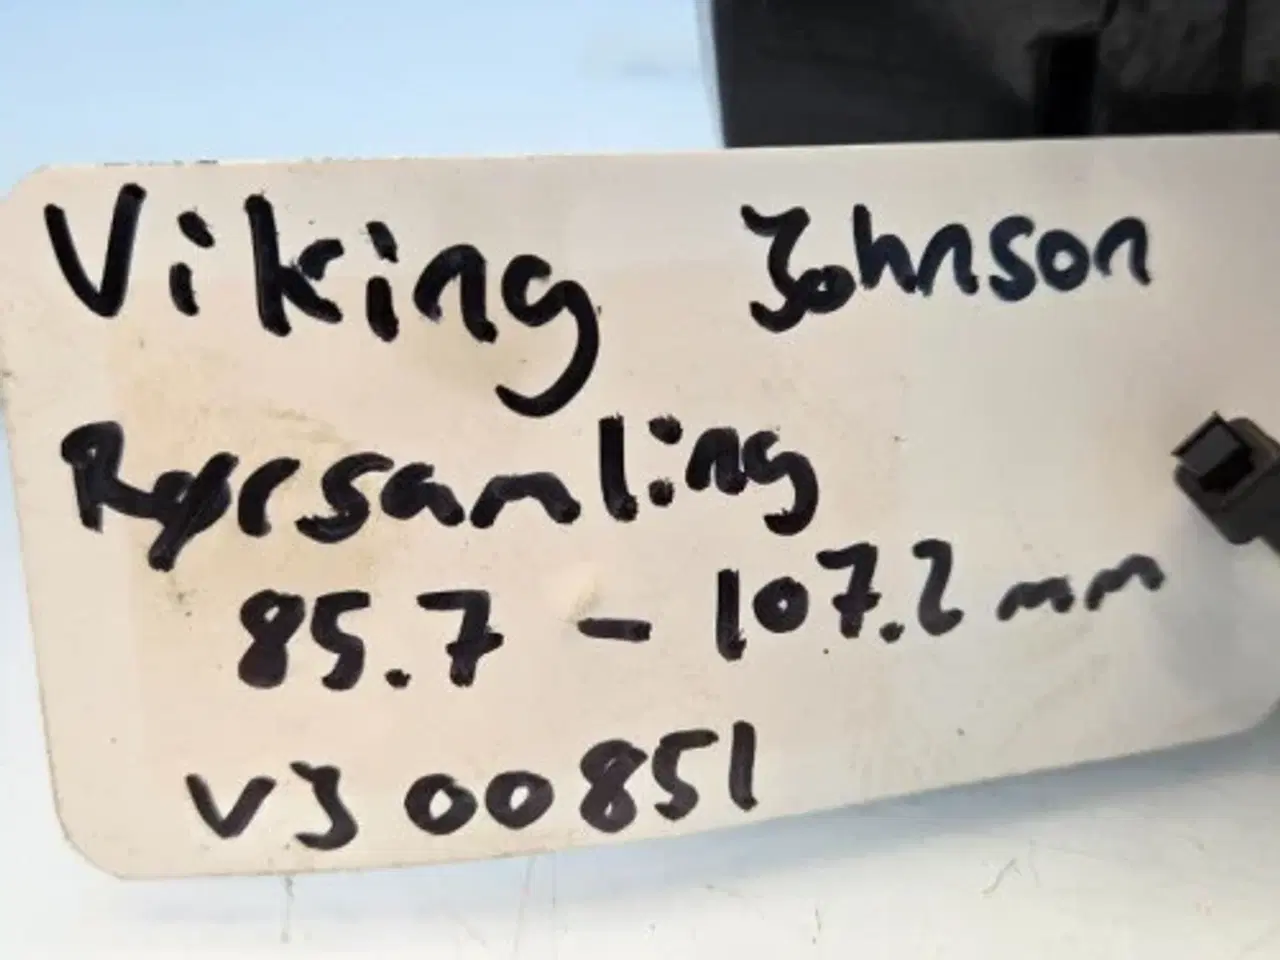 Viking Johnson
Rørsamling
85.7 - 107.2 mm
VJ 00851